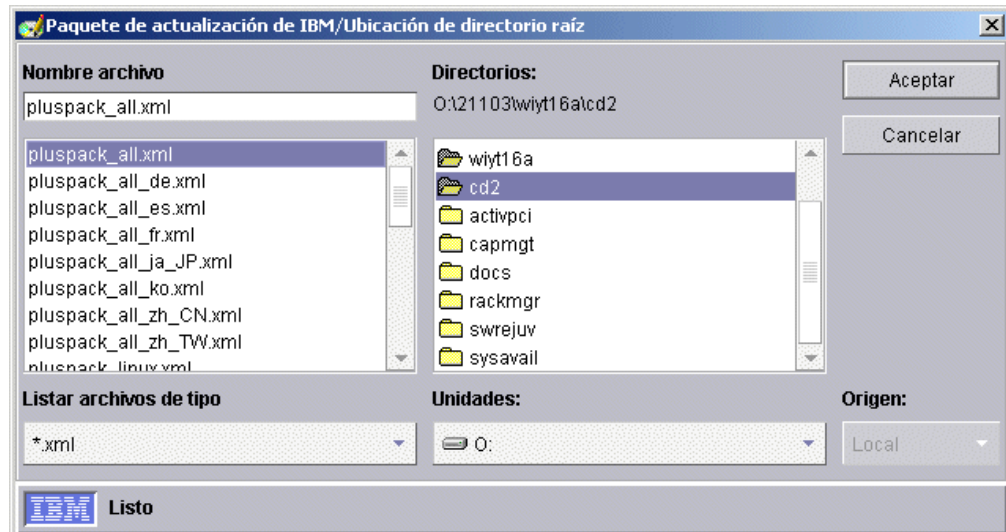 Paquete de actualización de IBM/Ubicación de directorio raíz
Nombre archivo
pluspack_all.xml
pluspack_all.xml
pluspack_all_de.xml
pluspack_all_es.xml
pluspack_all_fr.xml
pluspack_all_ja_JP.xml
pluspack_all_ko.xml
pluspack_all_zh_CN.xml
pluspack_all_zh_TW.xml
pluspack_linux.xml
Listar archivos de tipo
*.xml
Directorios:
O:\21103\wiyt16a\cd2
wiyt16a
cd2
activpci
capmgt
docs
rackmgr
swrejuv
sysavail
Unidades:
O:
Aceptar
Cancelar
Origen:
Local
IBM
Listo